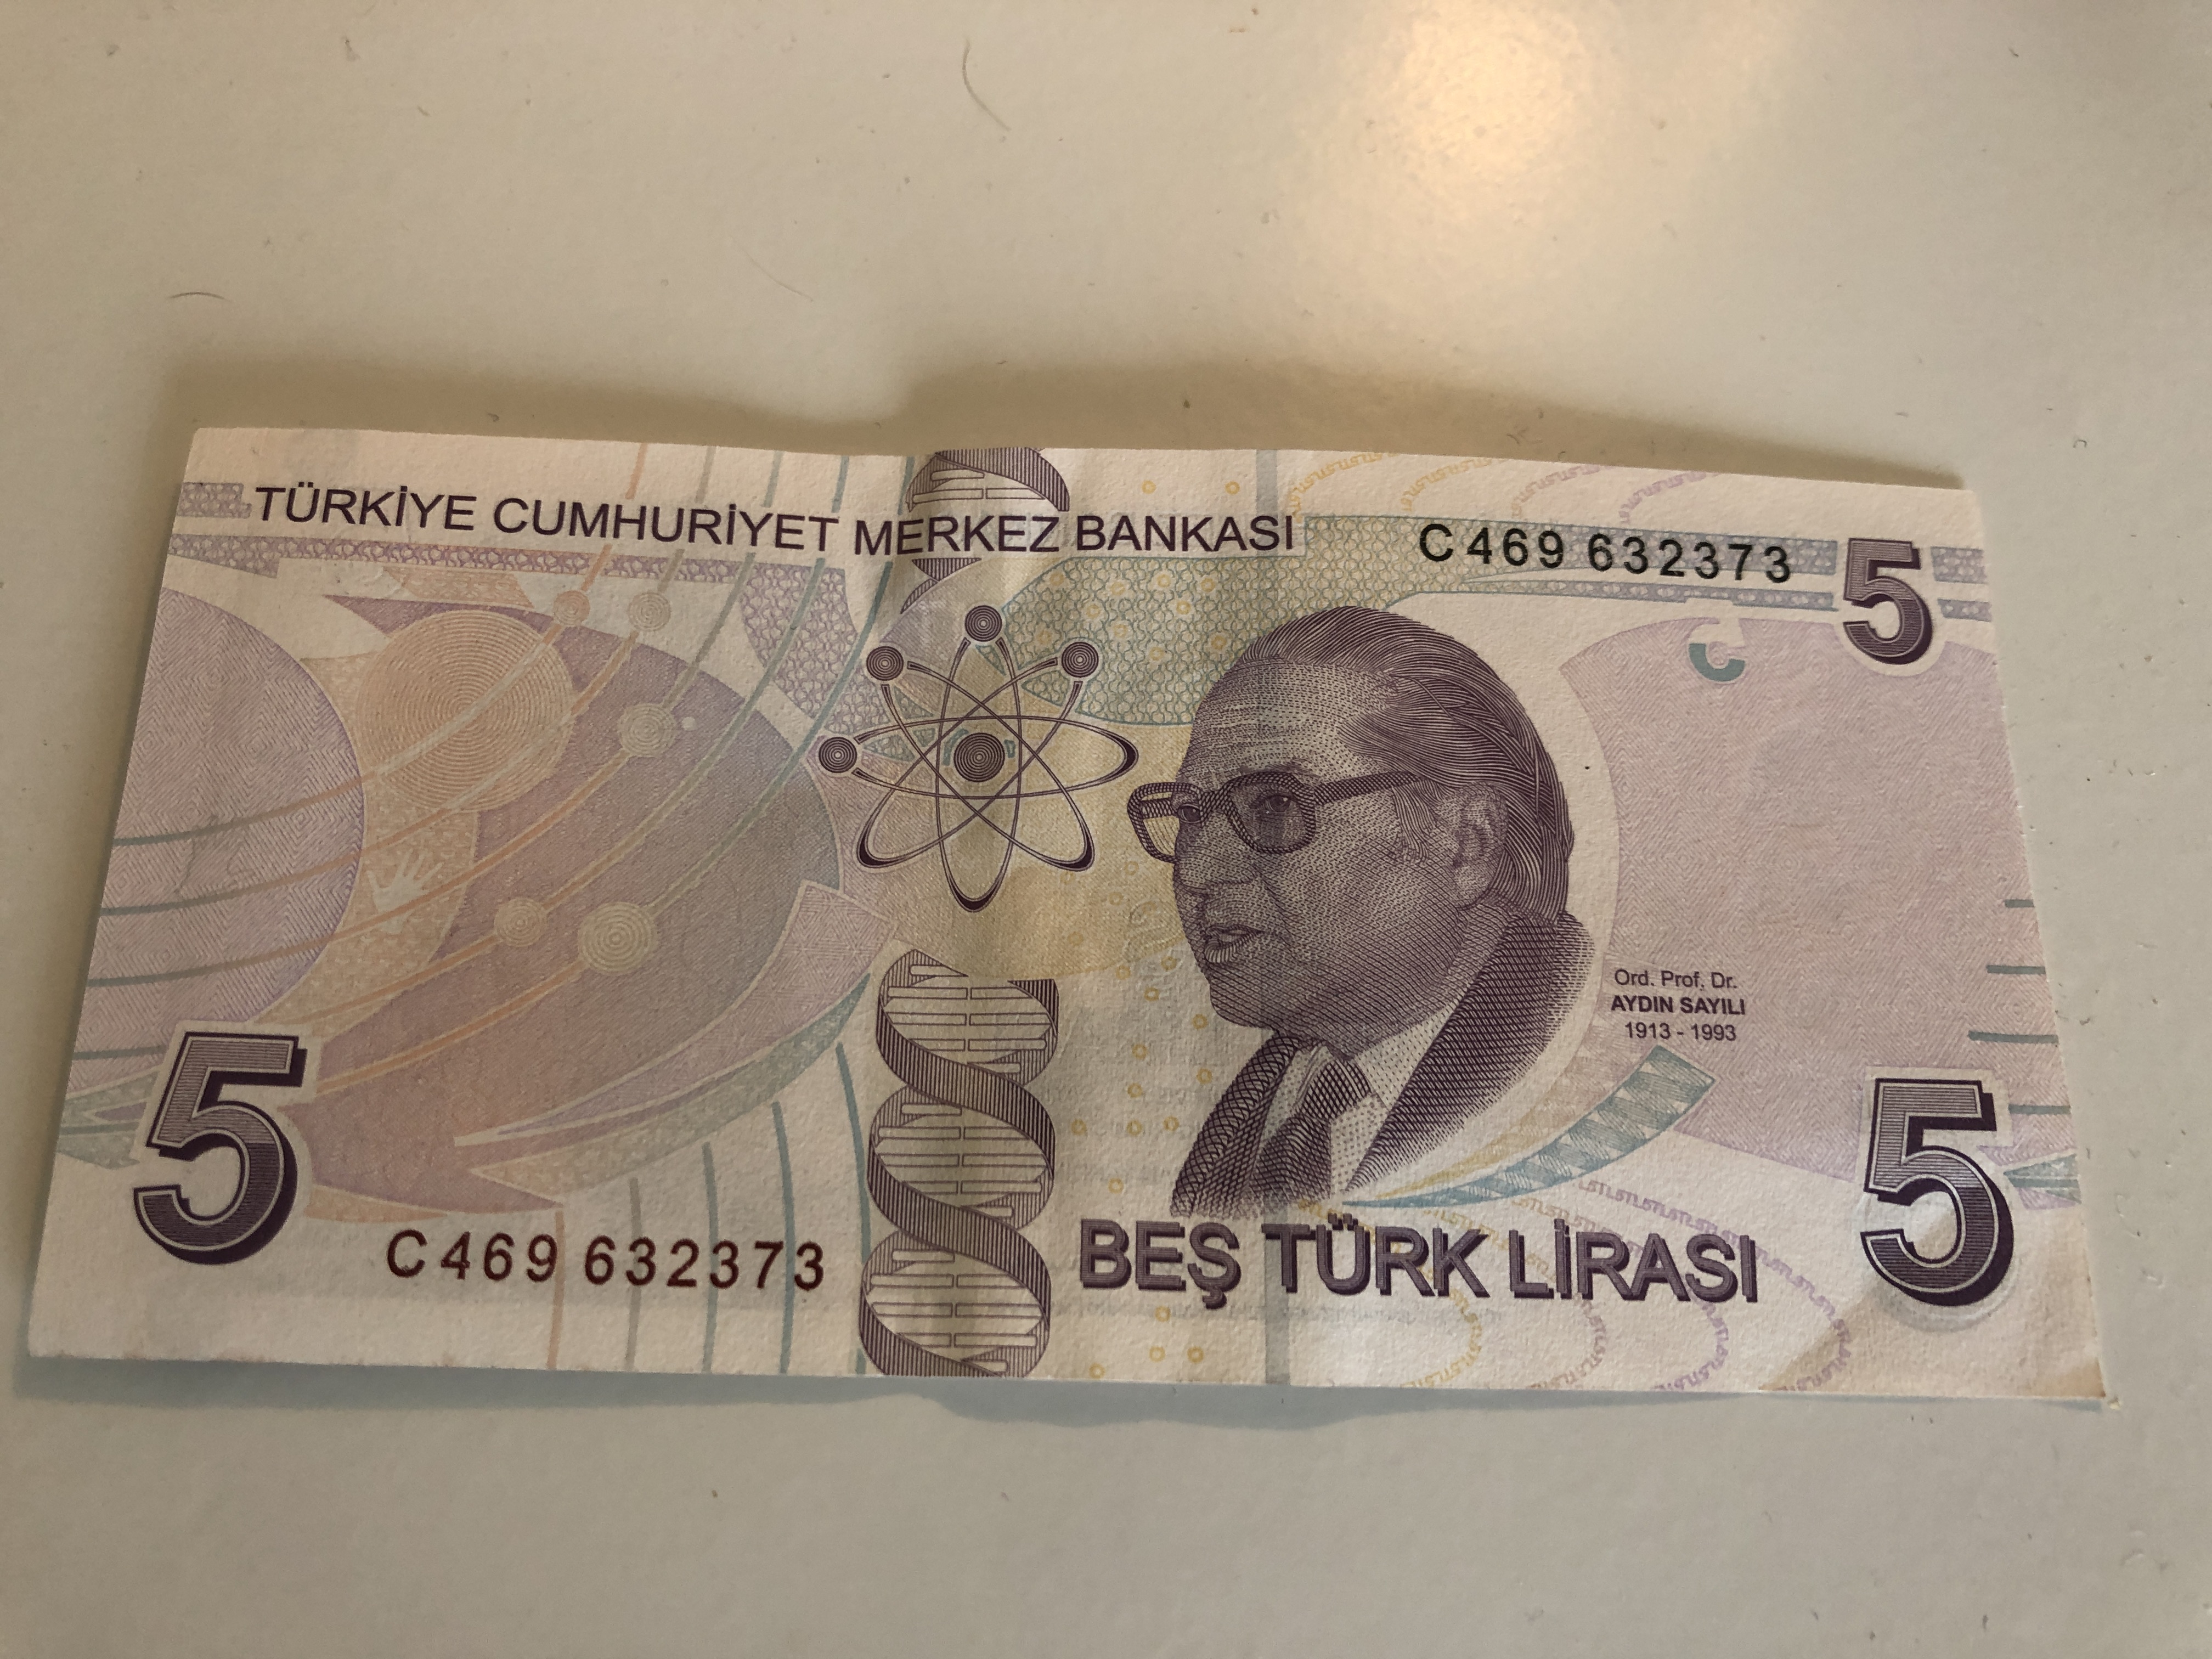 TÜRKİYE CUMHURİYET MERKEZ BANKASI
C469 632373
5
5
C469 632373
Ord. Prof. Dr.
AYDIN SAYILI
1913 - 1993
BEŞ TÜRK LİRASI
5